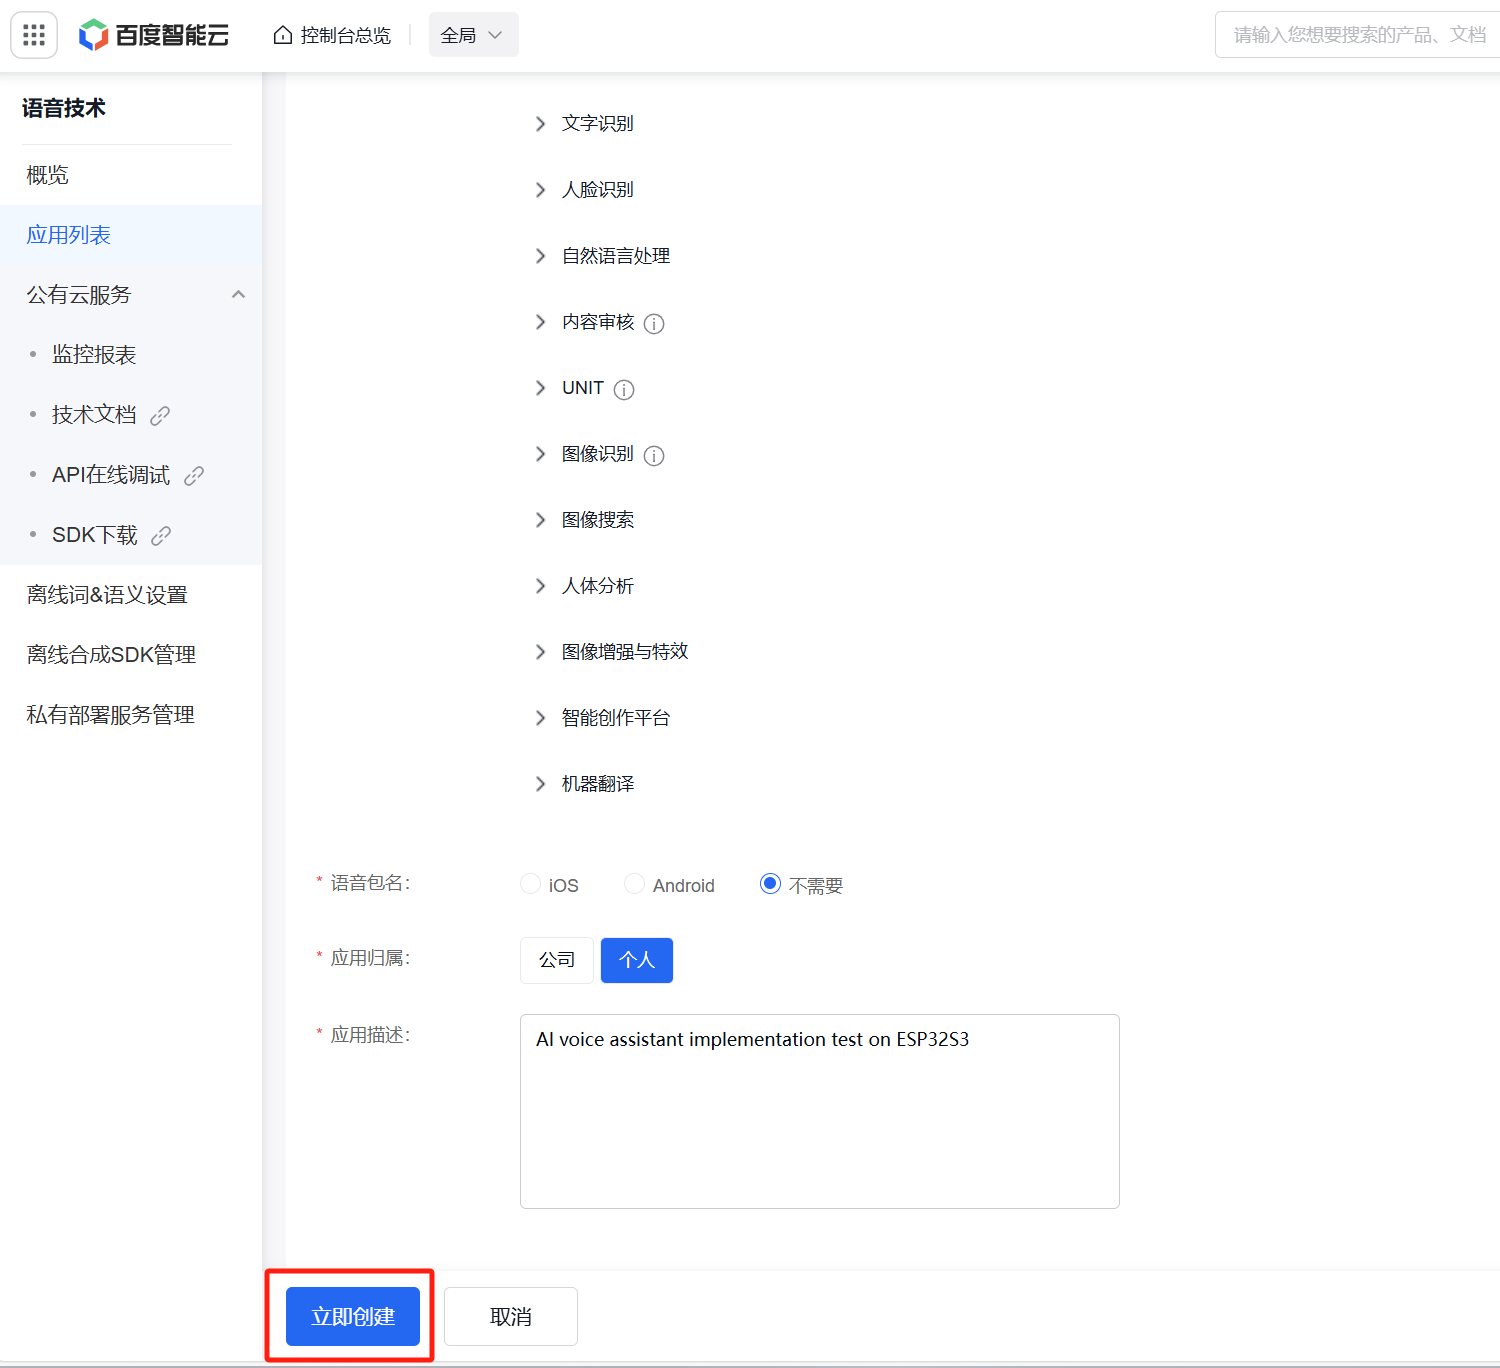 百度智能云
控制台总览
全局
请输入您想要搜索的产品、文档
语音技术
概览
应用列表
公有云服务
监控报表
技术文档
API在线调试
SDK下载
离线词&语义设置
离线合成SDK管理
私有部署服务管理
文字识别
人脸识别
自然语言处理
内容审核
UNIT
图像识别
图像搜索
人体分析
图像增强与特效
智能创作平台
机器翻译
* 语音包名：
iOS
Android
不需要
* 应用归属：
公司
个人
* 应用描述：
AI voice assistant implementation test on ESP32S3
立即创建
取消